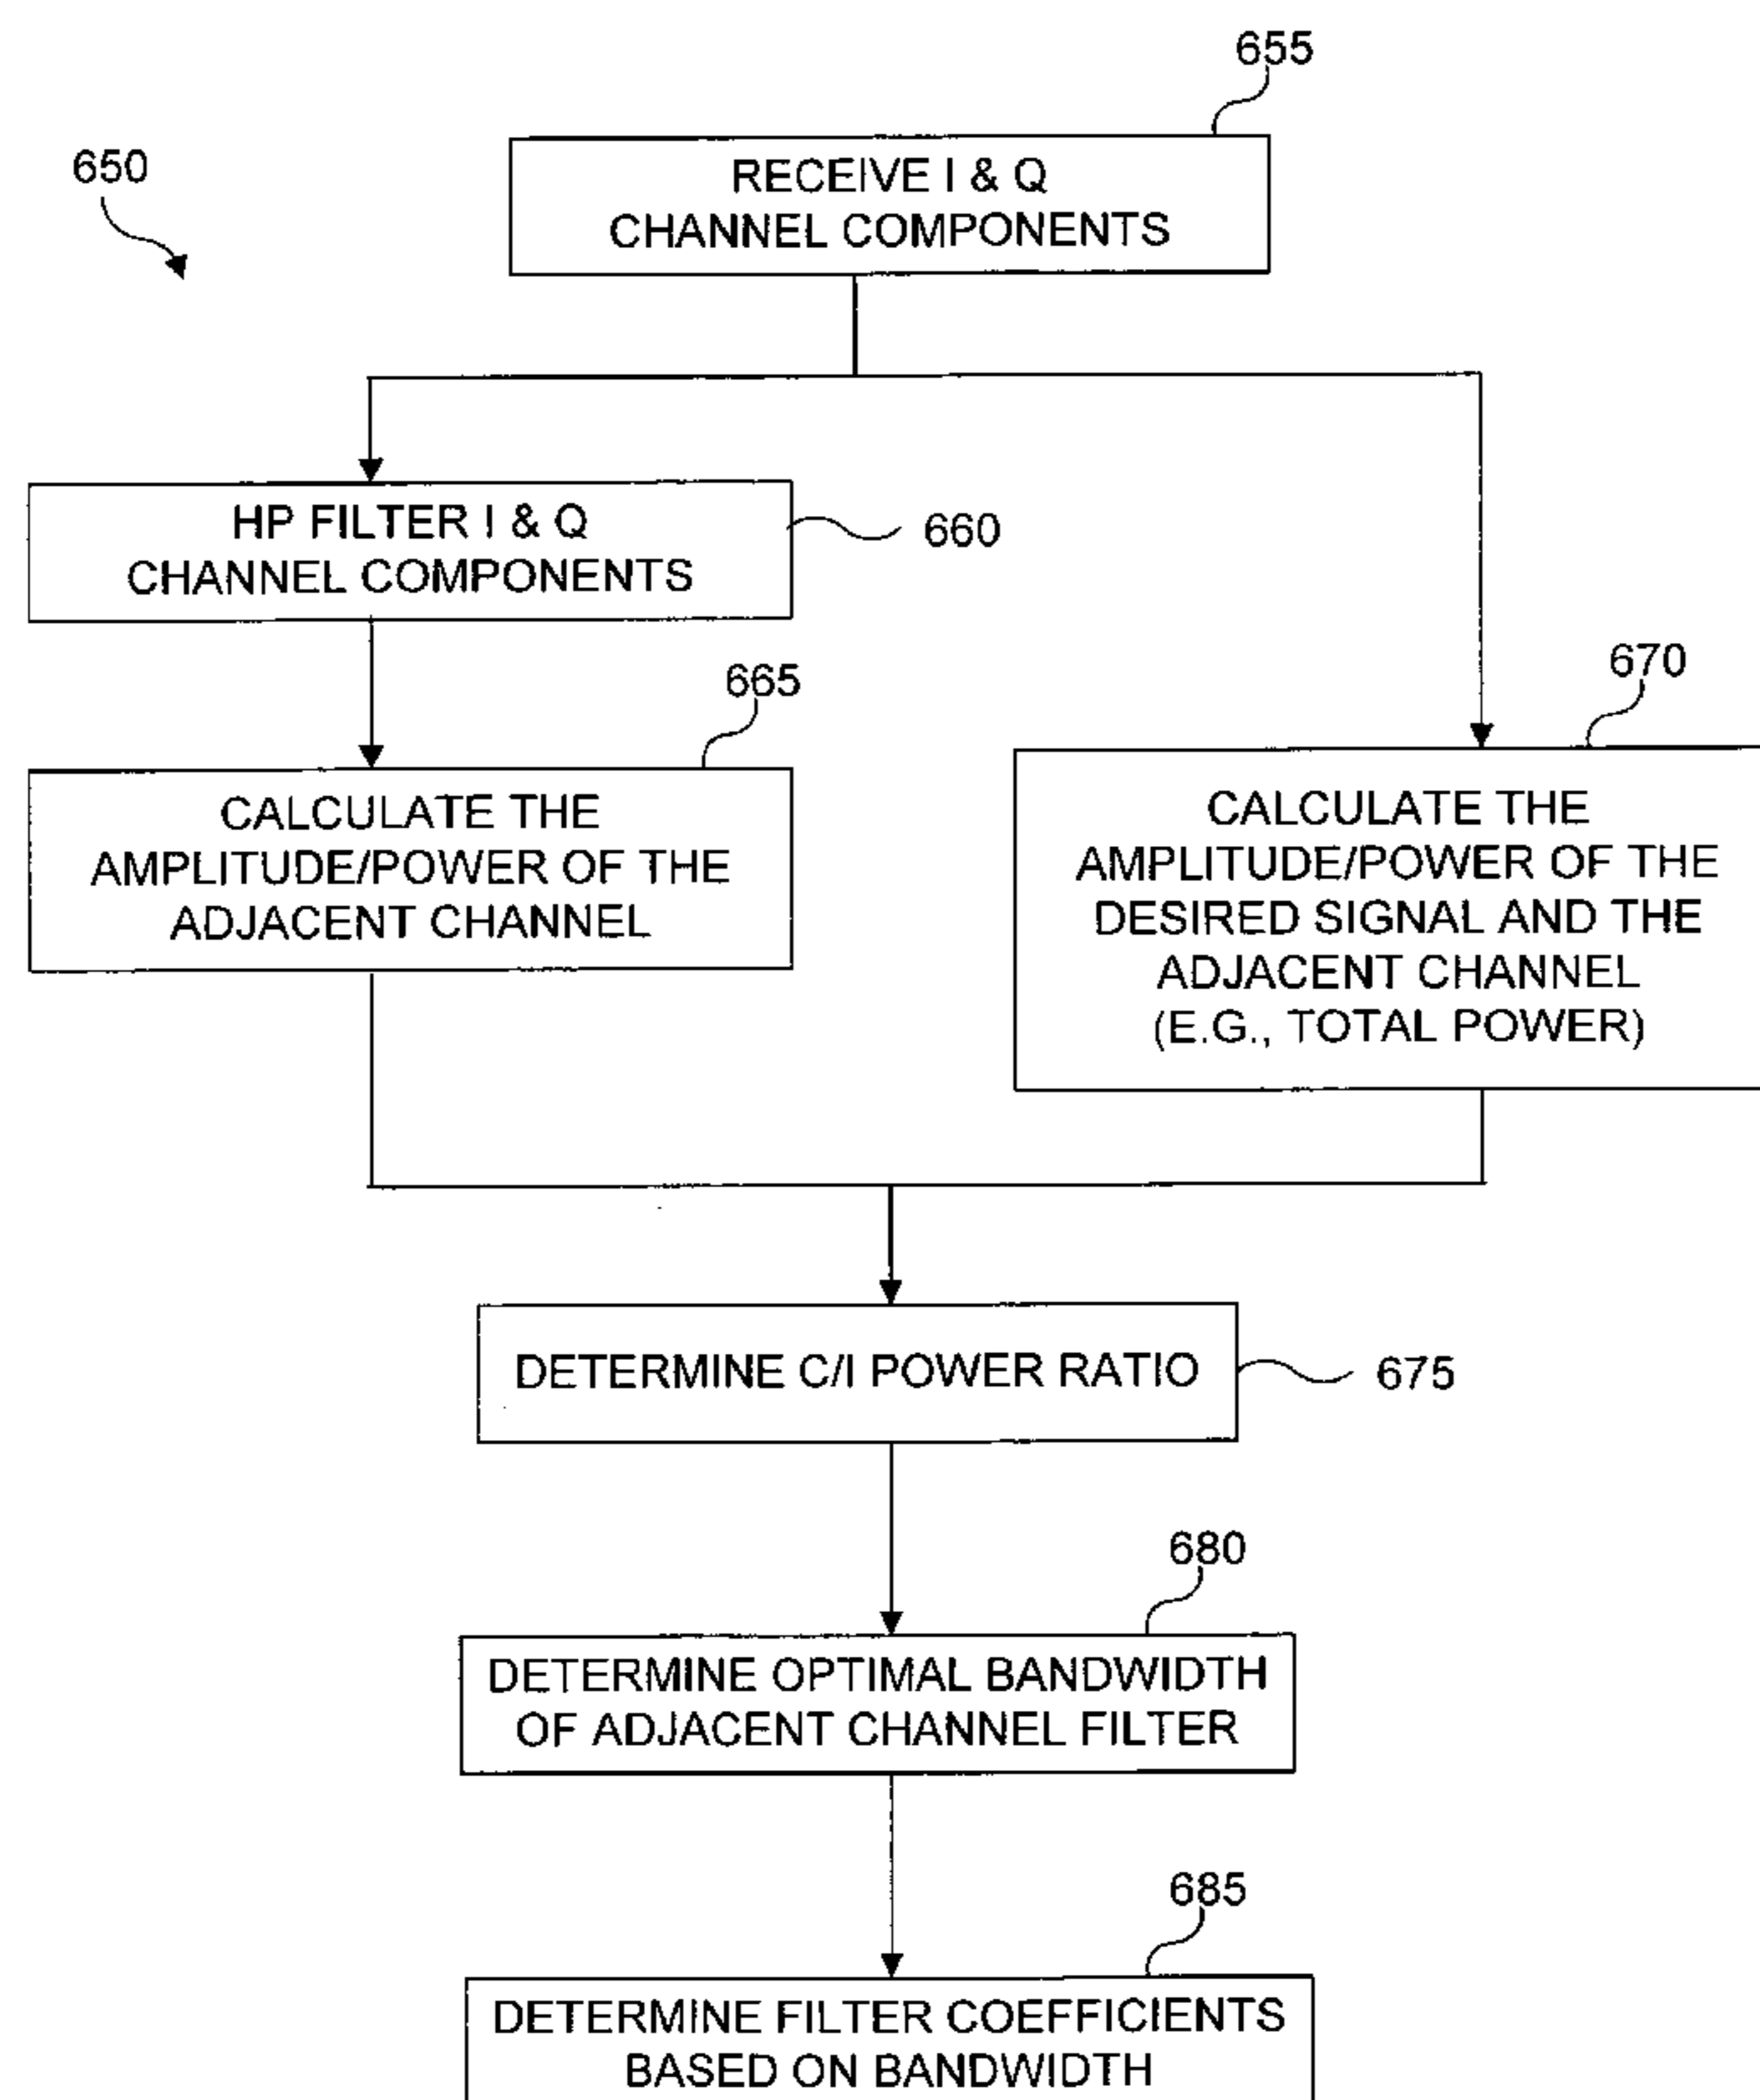 655
650
RECEIVE I & Q
CHANNEL COMPONENTS
HP FILTER I & Q
CHANNEL COMPONENTS
660
665
CALCULATE THE
AMPLITUDE/POWER OF THE
ADJACENT CHANNEL
670
CALCULATE THE
AMPLITUDE/POWER OF THE
DESIRED SIGNAL AND THE
ADJACENT CHANNEL
(E.G., TOTAL POWER)
DETERMINE C/I POWER RATIO
675
680
DETERMINE OPTIMAL BANDWIDTH
OF ADJACENT CHANNEL FILTER
685
DETERMINE FILTER COEFFICIENTS
BASED ON BANDWIDTH